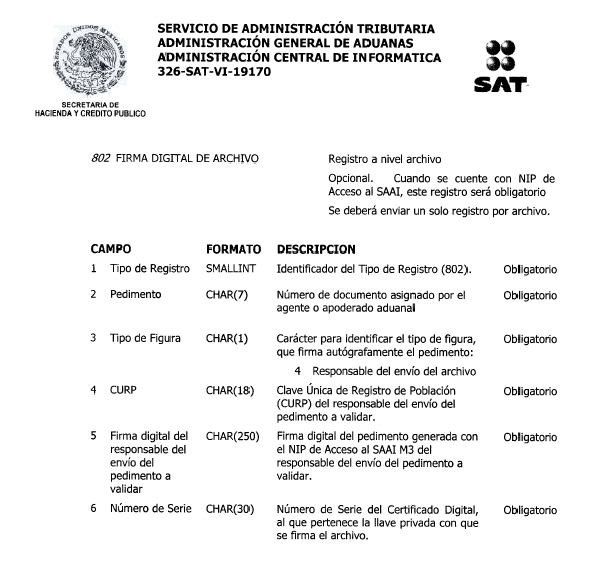 SERVICIO DE ADMINISTRACIÓN TRIBUTARIA
ADMINISTRACIÓN GENERAL DE ADUANAS
ADMINISTRACIÓN CENTRAL DE INFORMATICA
326-SAT-VI-19170
ESTADOS UNIDOS MEXICANOS
SAT
SECRETARIA DE
HACIENDA Y CREDITO PUBLICO
802 FIRMA DIGITAL DE ARCHIVO
Registro a nivel archivo
Opcional. Cuando se cuente con NIP de
Acceso al SAAI, este registro será obligatorio
Se deberá enviar un solo registro por archivo.
CAMPO FORMATO DESCRIPCION
1 Tipo de Registro SMALLINT Identificador del Tipo de Registro (802). Obligatorio
2 Pedimento CHAR(7) Número de documento asignado por el Obligatorio
agente o apoderado aduanal
3 Tipo de Figura CHAR(1) Carácter para identificar el tipo de figura, Obligatorio
que firma autógrafamente el pedimento:
4 Responsable del envío del archivo
4 CURP CHAR(18) Clave Única de Registro de Población Obligatorio
(CURP) del responsable del envío del
pedimento a validar.
5 Firma digital del CHAR(250) Firma digital del pedimento generada con Obligatorio
responsable del el NIP de Acceso al SAAI M3 del
envío del responsable del envío del pedimento a
pedimento a validar.
validar
6 Número de Serie CHAR(30) Número de Serie del Certificado Digital, Obligatorio
al que pertenece la llave privada con que
se firma el archivo.